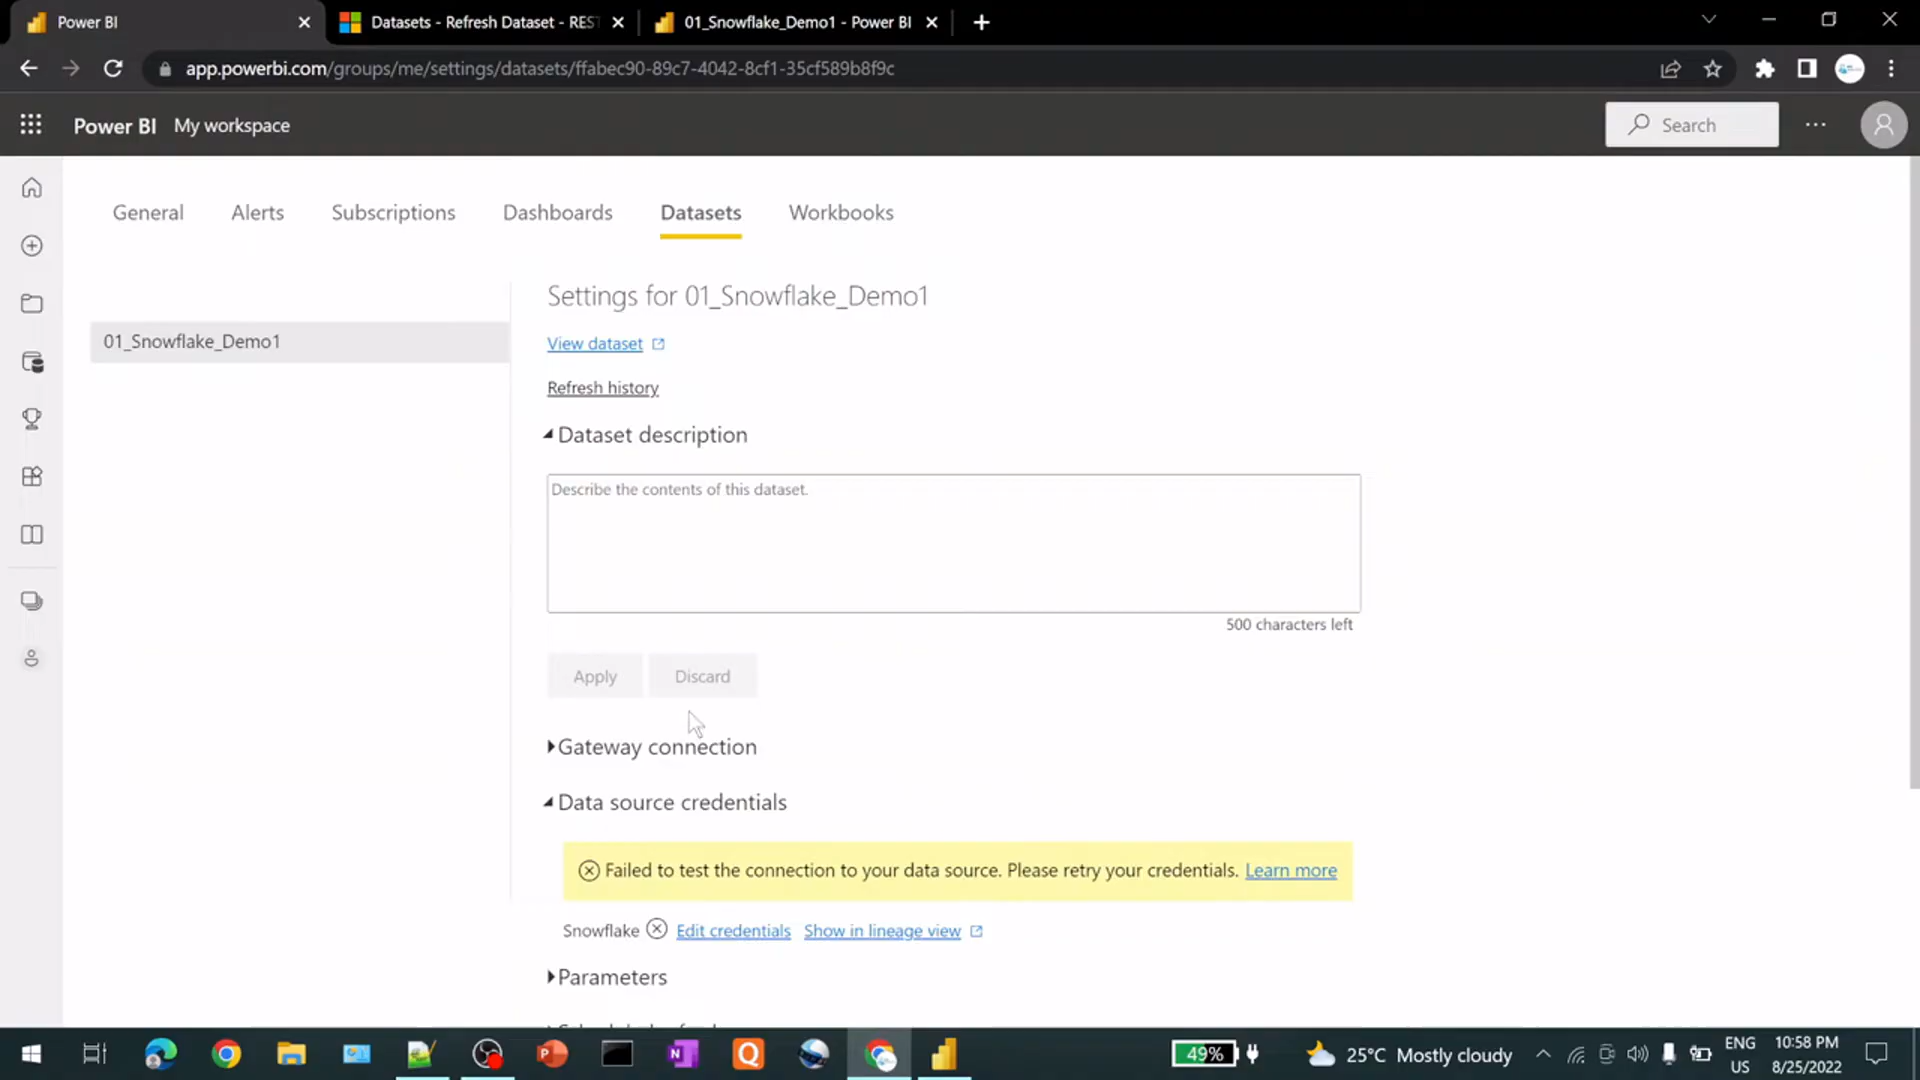 Power BI
Datasets - Refresh Dataset - RES
01_Snowflake_Demo1 - Power BI
app.powerbi.com/groups/me/settings/datasets/ffabec90-89c7-4042-8cf1-35cf589b8f9c
Power BI My workspace
Search
General Alerts Subscriptions Dashboards Datasets Workbooks
01_Snowflake_Demo1
Settings for 01_Snowflake_Demo1
View dataset
Refresh history
Dataset description
Describe the contents of this dataset.
500 characters left
Apply Discard
Gateway connection
Data source credentials
Failed to test the connection to your data source. Please retry your credentials. Learn more
Snowflake Edit credentials Show in lineage view
Parameters
49%
25°C Mostly cloudy
ENG
US
10:58 PM
8/25/2022